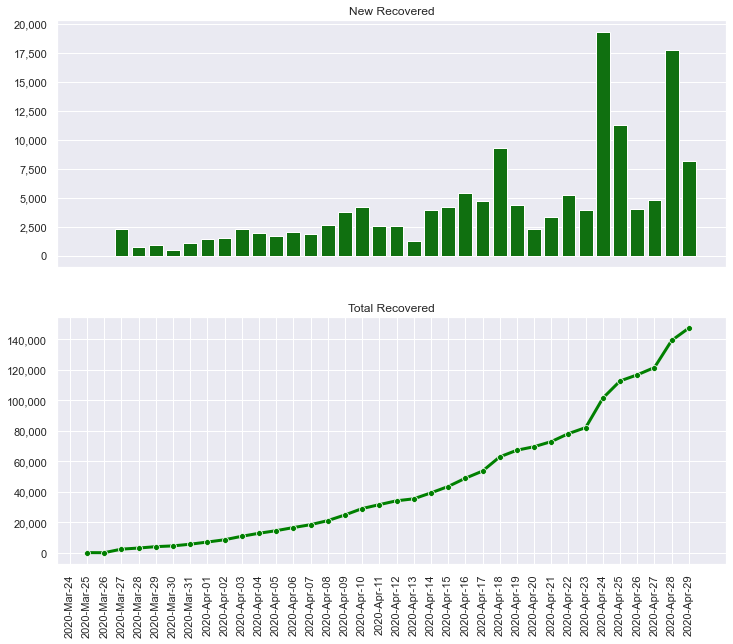 New Recovered
20,000
17,500
15,000
12,500
10,000
7,500
5,000
2,500
0
Total Recovered
140,000
120,000
100,000
80,000
60,000
40,000
20,000
0
2020-Mar-24
2020-Mar-25
2020-Mar-26
2020-Mar-27
2020-Mar-28
2020-Mar-29
2020-Mar-30
2020-Mar-31
2020-Apr-01
2020-Apr-02
2020-Apr-03
2020-Apr-04
2020-Apr-05
2020-Apr-06
2020-Apr-07
2020-Apr-08
2020-Apr-09
2020-Apr-10
2020-Apr-11
2020-Apr-12
2020-Apr-13
2020-Apr-14
2020-Apr-15
2020-Apr-16
2020-Apr-17
2020-Apr-18
2020-Apr-19
2020-Apr-20
2020-Apr-21
2020-Apr-22
2020-Apr-23
2020-Apr-24
2020-Apr-25
2020-Apr-26
2020-Apr-27
2020-Apr-28
2020-Apr-29